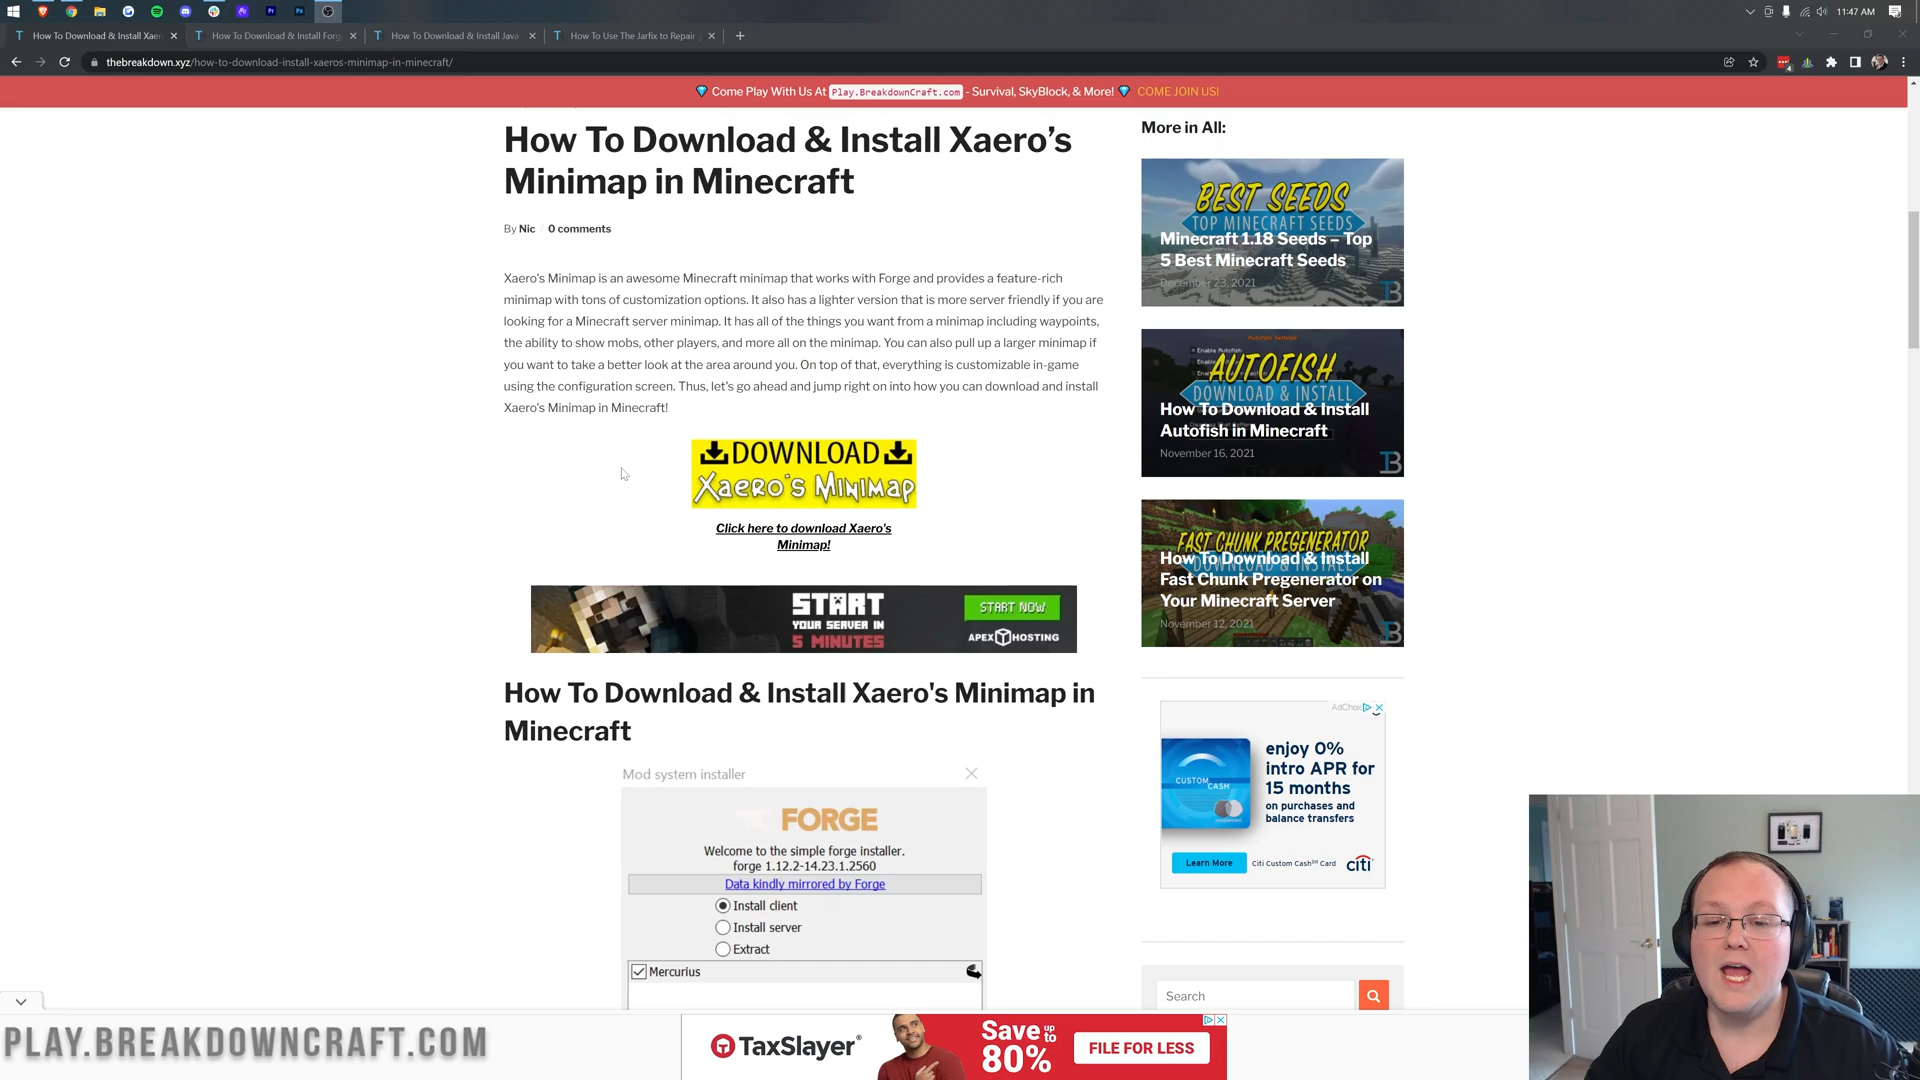 11:47 AM
How To Download & Install Xaer
How To Download & Install Forg
How To Download & Install Java
How To Use The Jarfix to Repair
thebreakdown.xyz/how-to-download-install-xaeros-minimap-in-minecraft/
Come Play With Us At Play.BreakdownCraft.com - Survival, SkyBlock, & More! COME JOIN US!
How To Download & Install Xaero's
Minimap in Minecraft
By Nic / 0 comments
Xaero's Minimap is an awesome Minecraft minimap that works with Forge and provides a feature-rich
minimap with tons of customization options. It also has a lighter version that is more server friendly if you are
looking for a Minecraft server minimap. It has all of the things you want from a minimap including waypoints,
the ability to show mobs, other players, and more all on the minimap. You can also pull up a larger minimap if
you want to take a better look at the area around you. On top of that, everything is customizable in-game
using the configuration screen. Thus, let's go ahead and jump right on into how you can download and install
Xaero's Minimap in Minecraft!
DOWNLOAD
Xaero's Minimap
Click here to download Xaero's
Minimap!
START
YOUR SERVER IN
5 MINUTES
START NOW
APEX HOSTING
How To Download & Install Xaero's Minimap in
Minecraft
Mod system installer
FORGE
Welcome to the simple forge installer.
forge 1.12.2-14.23.1.2560
Data kindly mirrored by Forge
Install client
Install server
Extract
Mercurius
More in All:
BEST SEEDS
TOP MINECRAFT SEEDS
Minecraft 1.18 Seeds – Top
5 Best Minecraft Seeds
December 23, 2021
Autofish Settings
Enable Autofish
AUTOFISH
DOWNLOAD & INSTALL
How To Download & Install
Autofish in Minecraft
November 16, 2021
FAST CHUNK PREGENERATOR
How To Download & Install
Fast Chunk Pregenerator on
Your Minecraft Server
November 12, 2021
AdChoi
CUSTOM
CASH
enjoy 0%
intro APR for
15 months
on purchases and
balance transfers
Learn More
Citi Custom Cash℠ Card
citi
Search
PLAY.BREAKDOWNCRAFT.COM
TaxSlayer
Save up to
80%
FILE FOR LESS